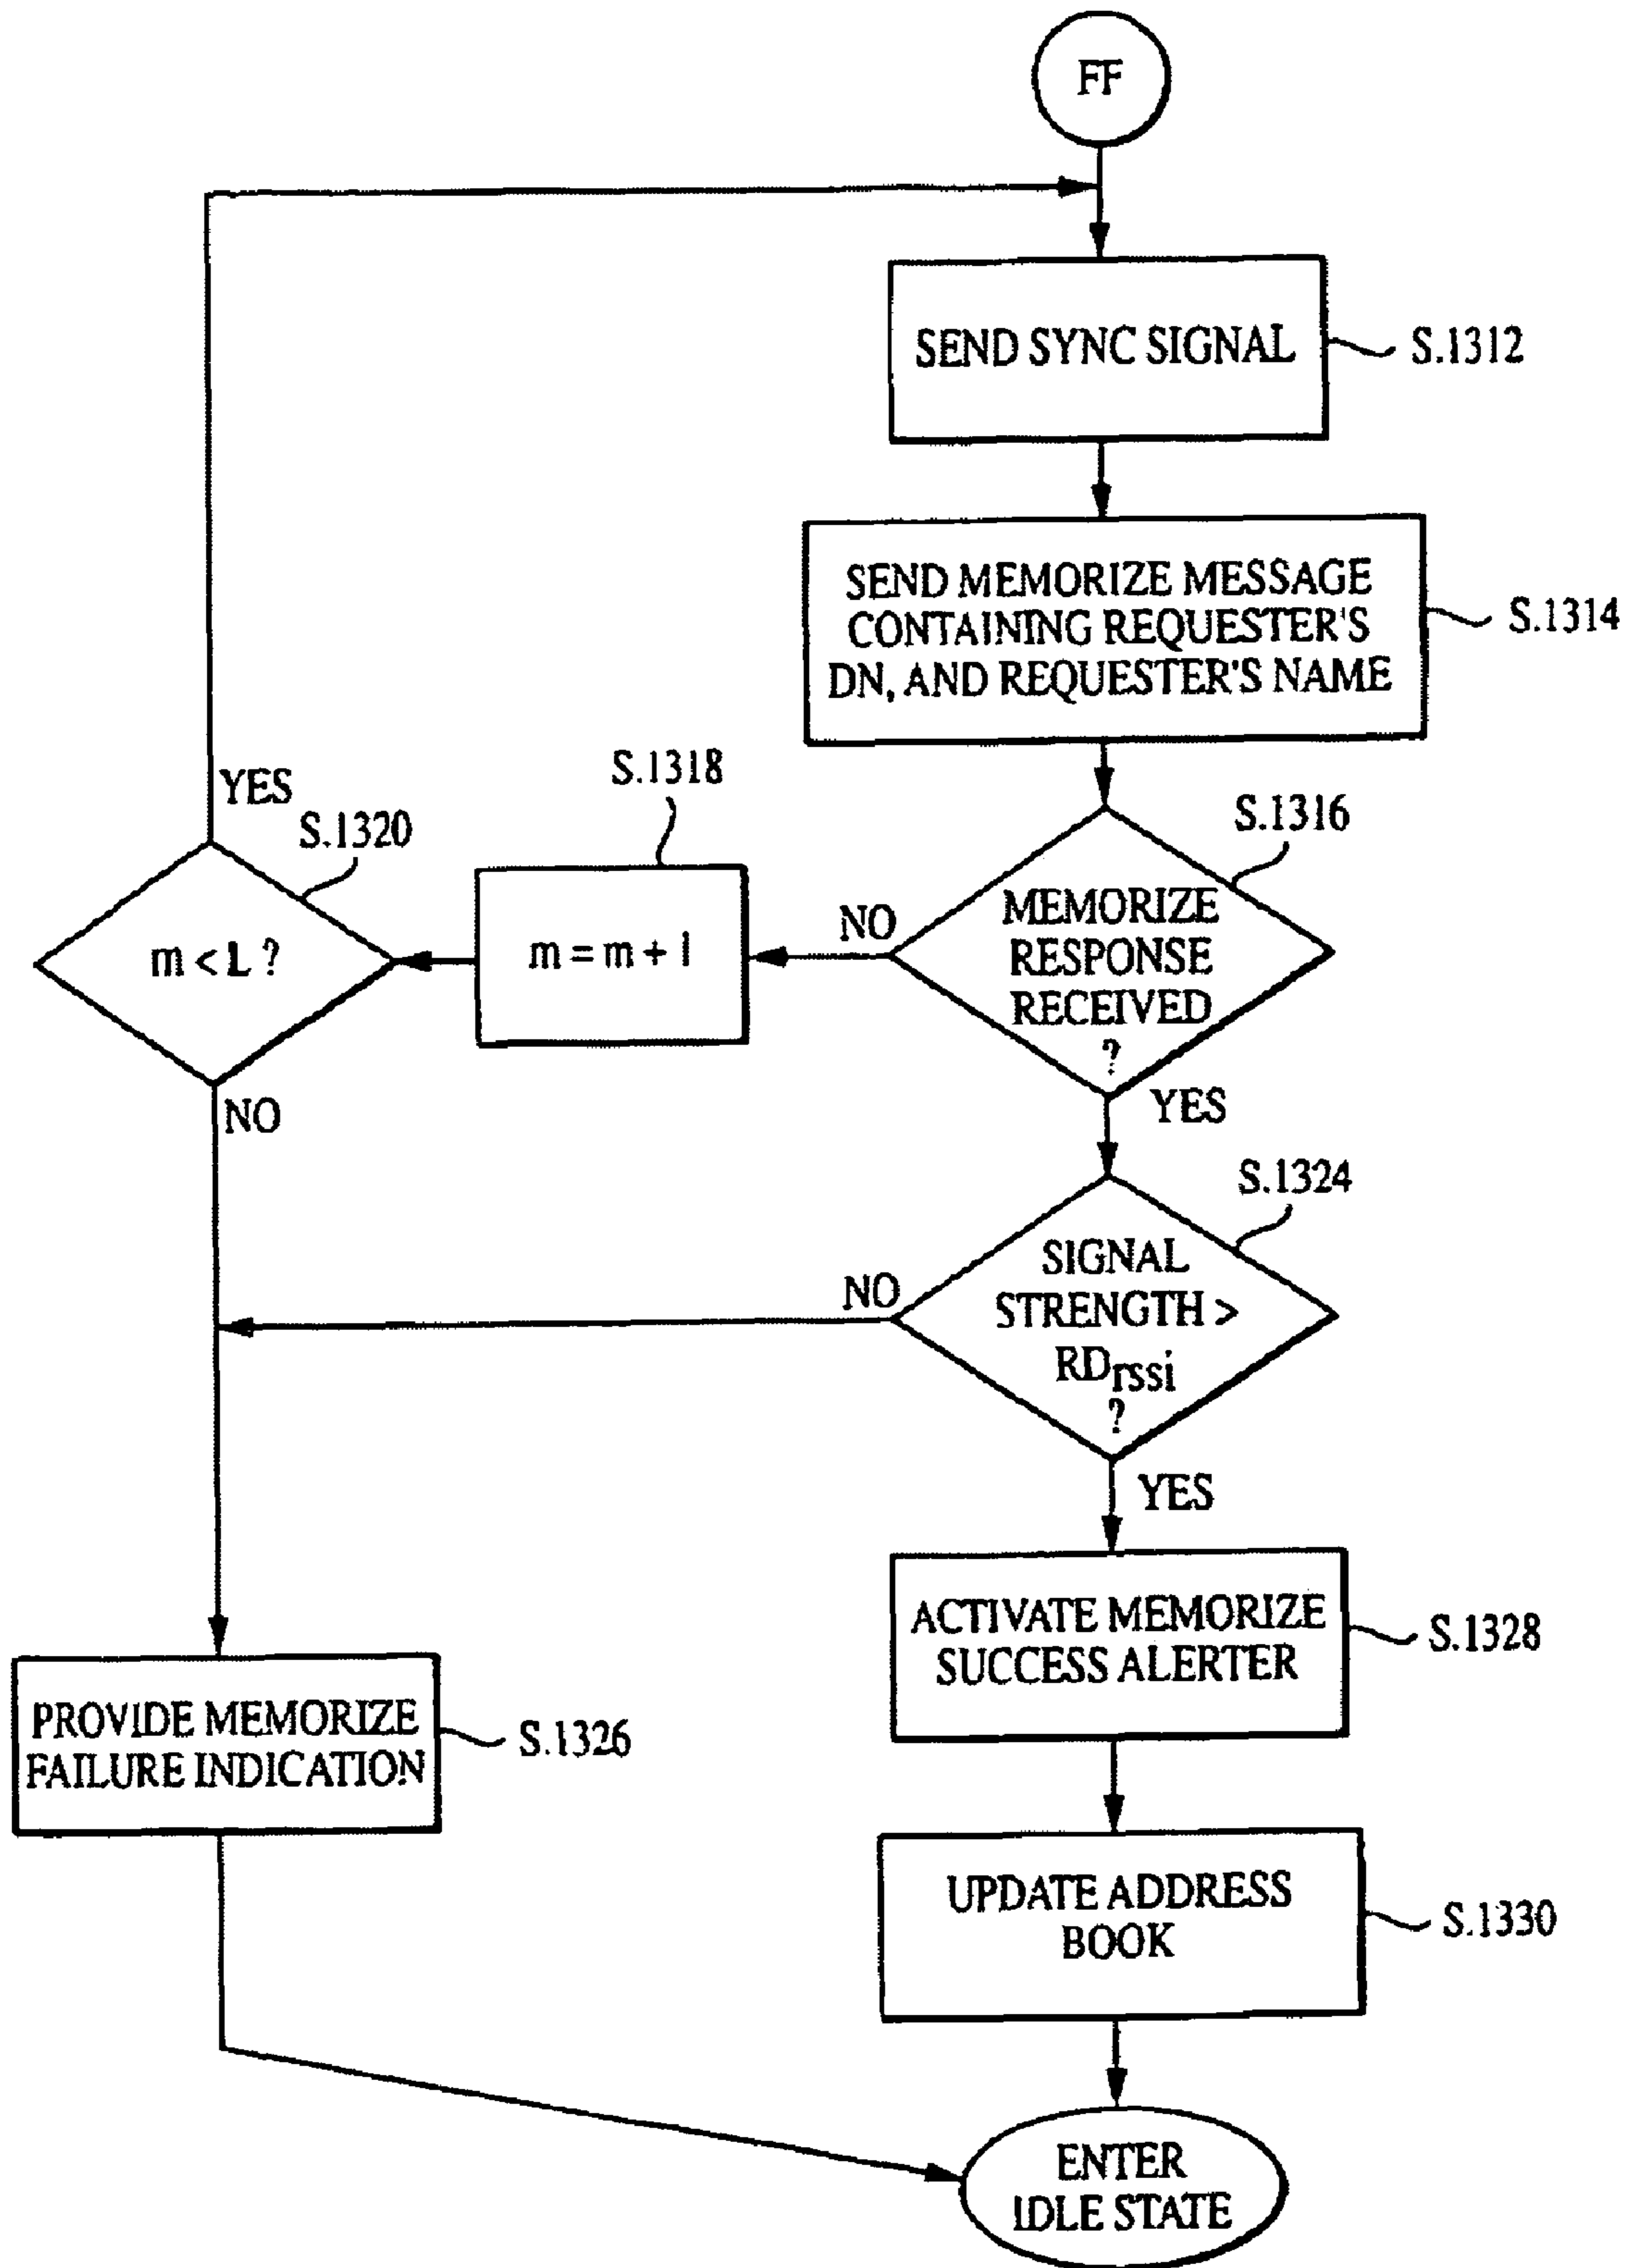 FF
SEND SYNC SIGNAL
S.1312
SEND MEMORIZE MESSAGE
CONTAINING REQUESTER'S
DN, AND REQUESTER'S NAME
S.1314
S.1318
S.1316
YES
S.1320
m < L ?
m = m + 1
NO
MEMORIZE
RESPONSE
RECEIVED
?
NO
YES
S.1324
NO
SIGNAL
STRENGTH >
RDrssi
?
YES
ACTIVATE MEMORIZE
SUCCESS ALERTER
S.1328
PROVIDE MEMORIZE
FAILURE INDICATION
S.1326
UPDATE ADDRESS
BOOK
S.1330
ENTER
IDLE STATE